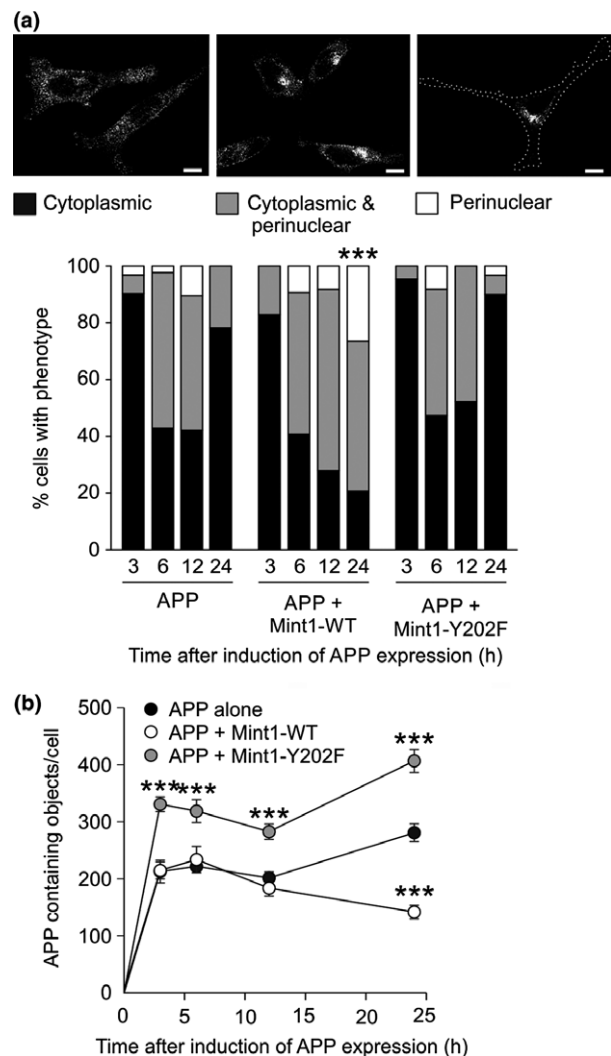 (a)
Cytoplasmic
Cytoplasmic &
perinuclear
Perinuclear
***
100
80
60
40
20
0
% cells with phenotype
3 6 12 24
3 6 12 24
3 6 12 24
APP
APP +
Mint1-WT
APP +
Mint1-Y202F
Time after induction of APP expression (h)
(b)
500
400
300
200
100
0
APP containing objects/cell
APP alone
APP + Mint1-WT
APP + Mint1-Y202F
***
***
***
***
***
0 5 10 15 20 25
Time after induction of APP expression (h)